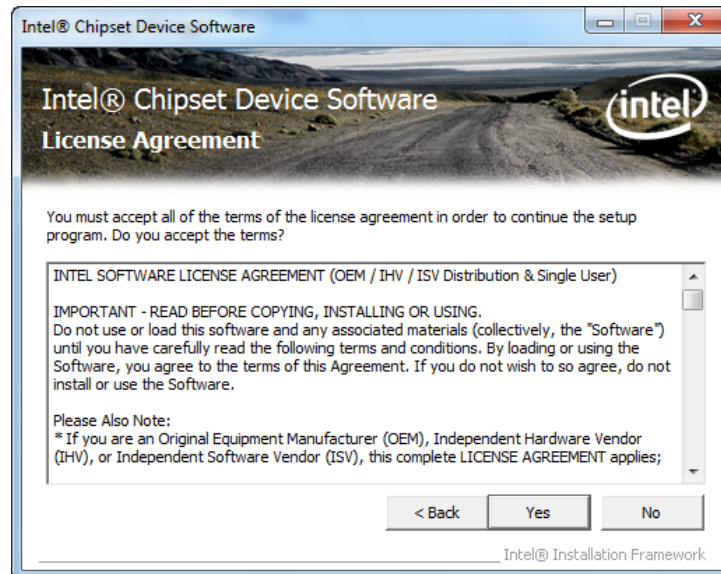 Intel® Chipset Device Software
Intel® Chipset Device Software
intel
License Agreement
You must accept all of the terms of the license agreement in order to continue the setup
program. Do you accept the terms?
INTEL SOFTWARE LICENSE AGREEMENT (OEM / IHV / ISV Distribution & Single User)
IMPORTANT - READ BEFORE COPYING, INSTALLING OR USING.
Do not use or load this software and any associated materials (collectively, the "Software")
until you have carefully read the following terms and conditions. By loading or using the
Software, you agree to the terms of this Agreement. If you do not wish to so agree, do not
install or use the Software.
Please Also Note:
* If you are an Original Equipment Manufacturer (OEM), Independent Hardware Vendor
(IHV), or Independent Software Vendor (ISV), this complete LICENSE AGREEMENT applies;
< Back Yes No
Intel® Installation Framework